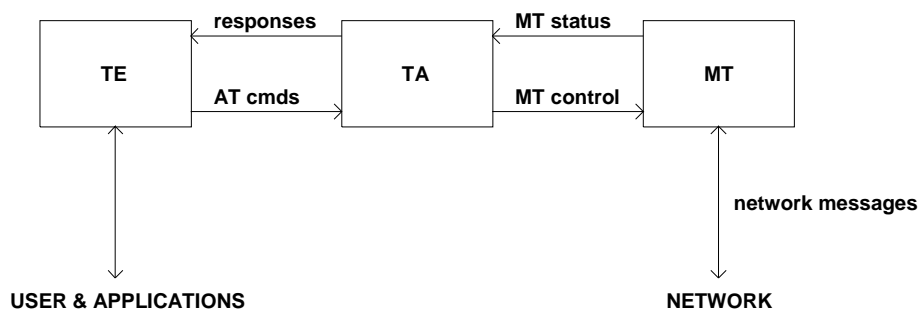 responses
MT status
TE
TA
MT
AT cmds
MT control
network messages
USER & APPLICATIONS
NETWORK